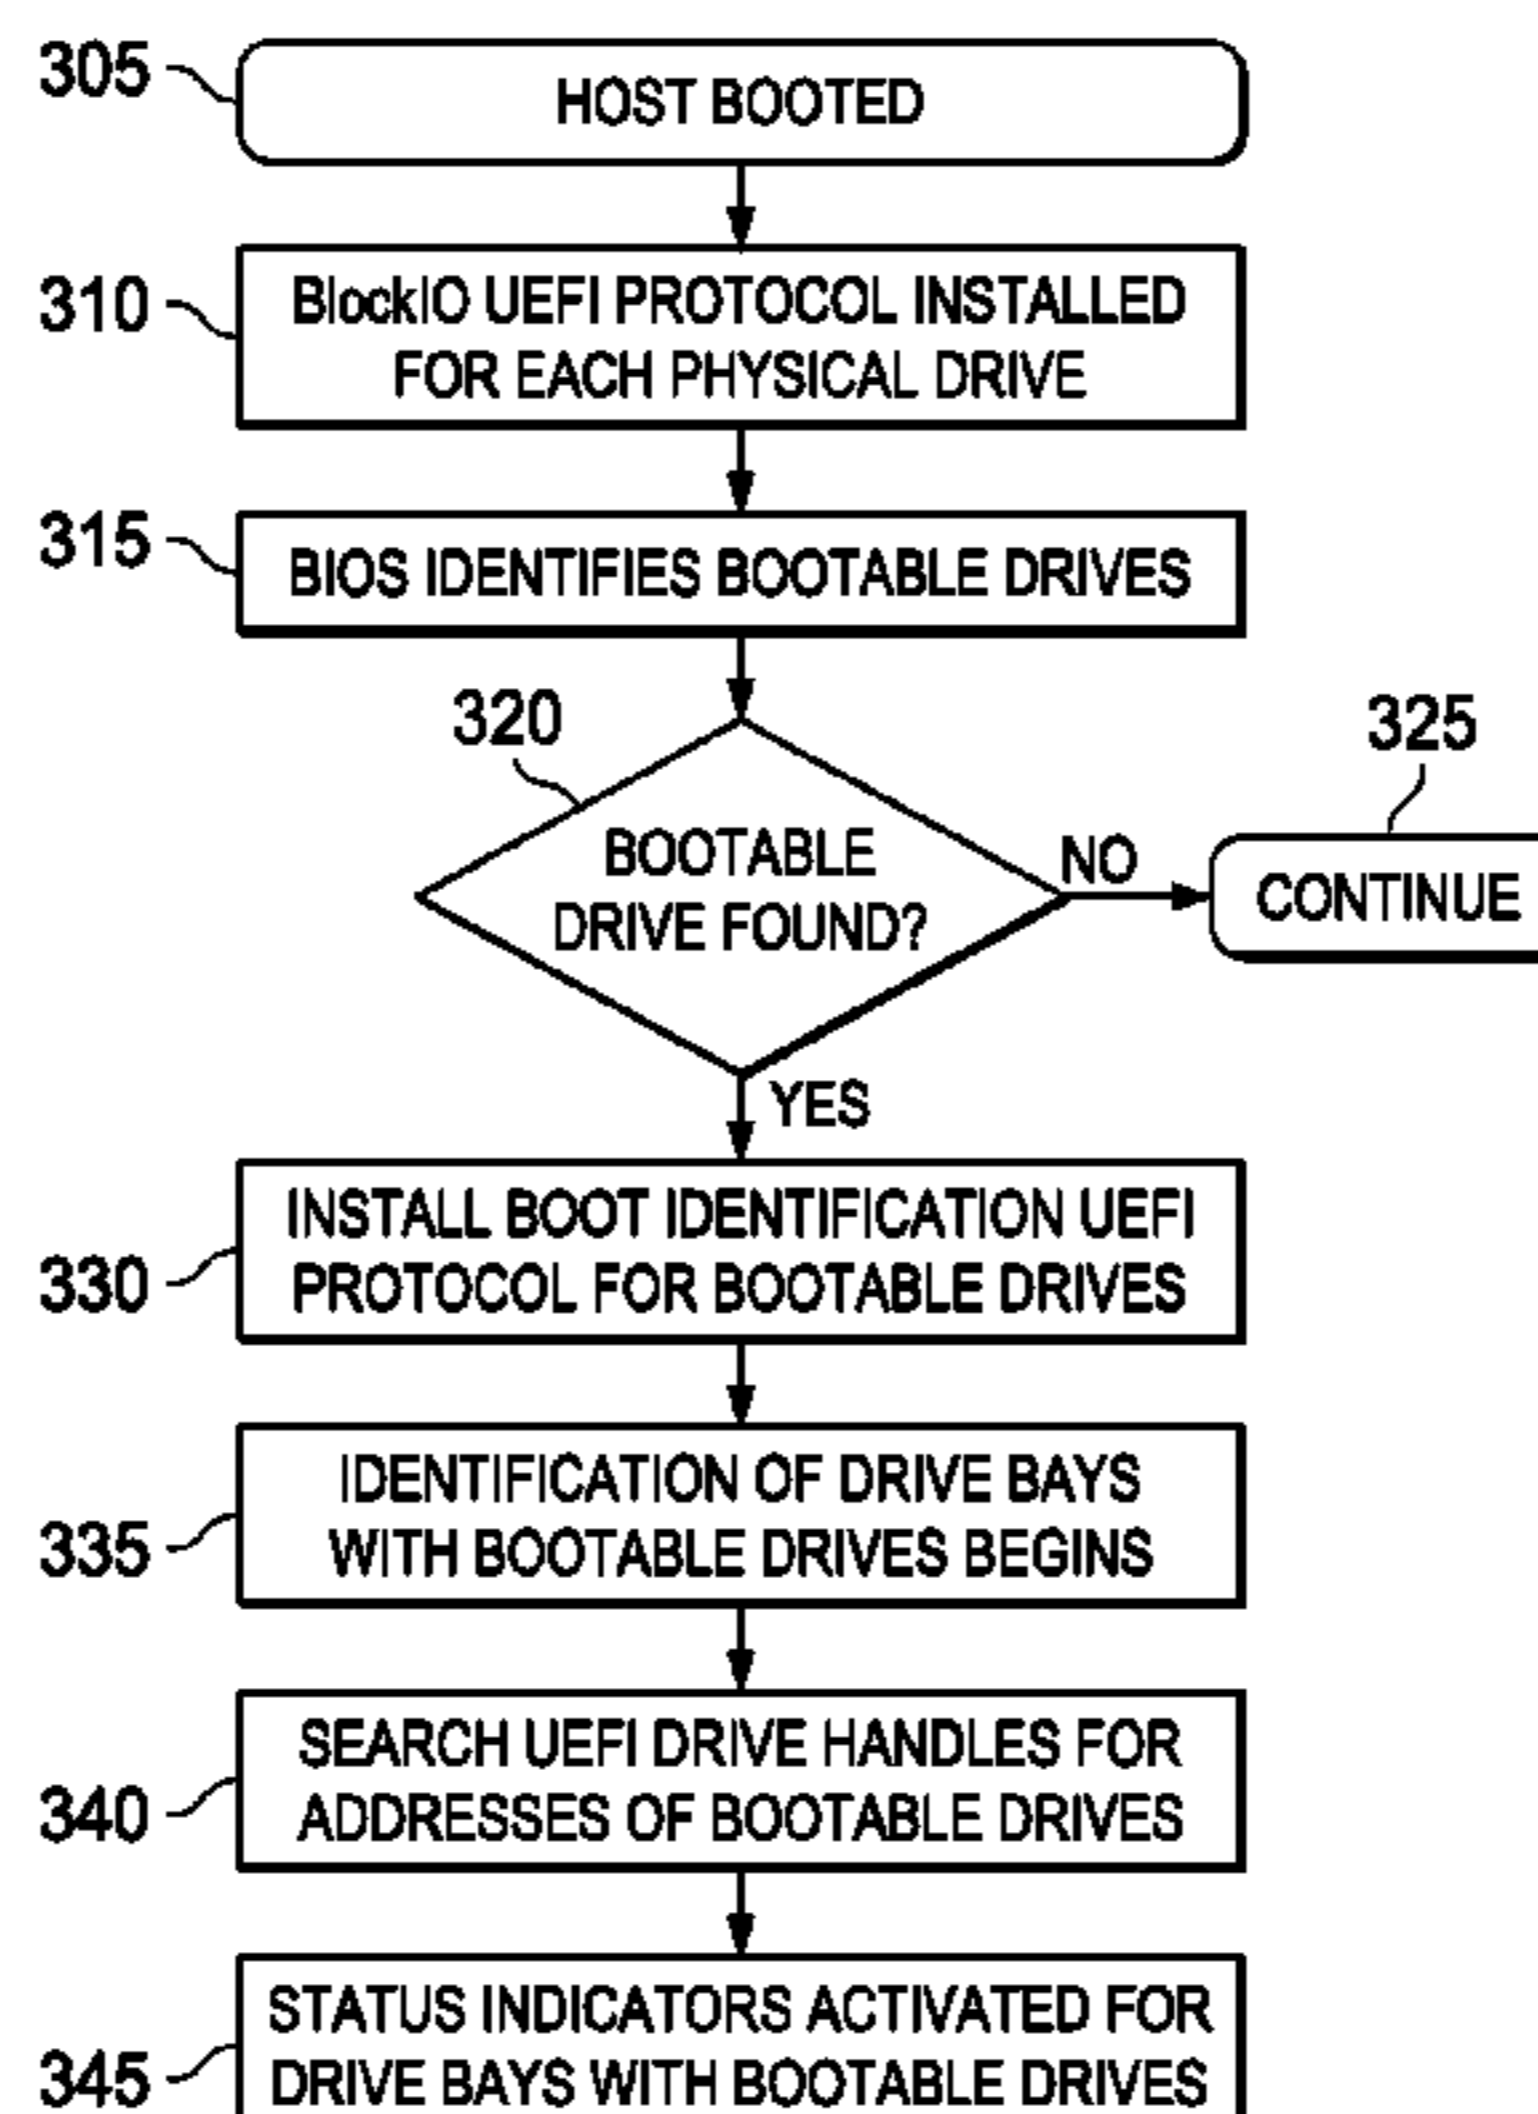 305
HOST BOOTED
310
BlockIO UEFI PROTOCOL INSTALLED
FOR EACH PHYSICAL DRIVE
315
BIOS IDENTIFIES BOOTABLE DRIVES
320
BOOTABLE
DRIVE FOUND?
NO
325
CONTINUE
YES
330
INSTALL BOOT IDENTIFICATION UEFI
PROTOCOL FOR BOOTABLE DRIVES
335
IDENTIFICATION OF DRIVE BAYS
WITH BOOTABLE DRIVES BEGINS
340
SEARCH UEFI DRIVE HANDLES FOR
ADDRESSES OF BOOTABLE DRIVES
345
STATUS INDICATORS ACTIVATED FOR
DRIVE BAYS WITH BOOTABLE DRIVES